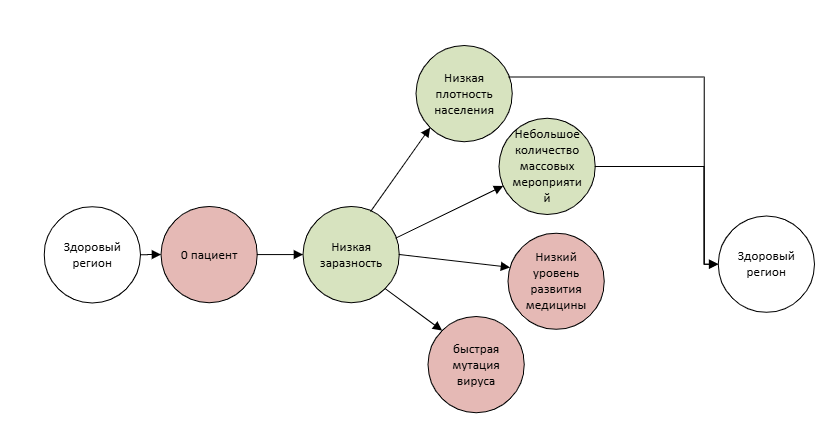 Низкая
плотность
населения
Небольшое
количество
массовых
мероприяти
й
Здоровый
регион
0 пациент
Низкая
заразность
Низкий
уровень
развития
медицины
Здоровый
регион
быстрая
мутация
вируса